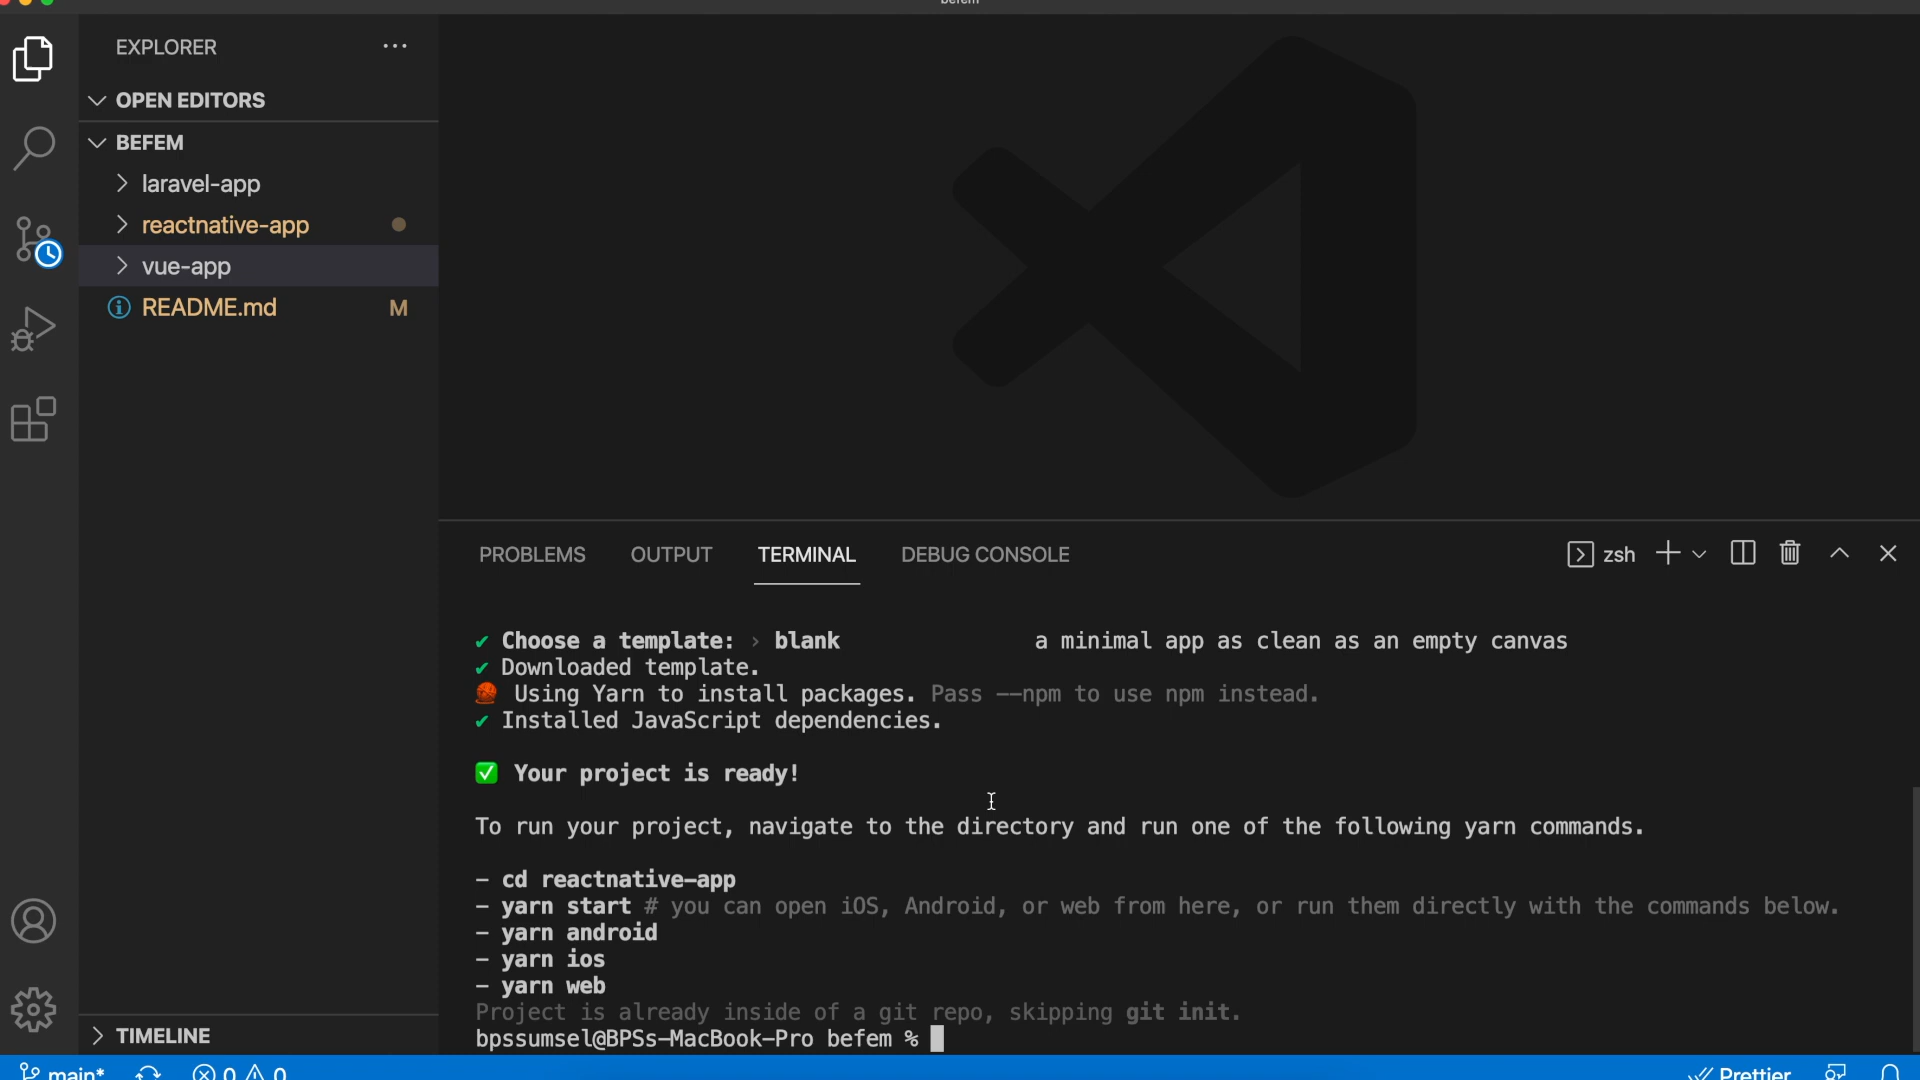 befem
EXPLORER
OPEN EDITORS
BEFEM
laravel-app
reactnative-app
vue-app
README.md M
TIMELINE
PROBLEMS OUTPUT TERMINAL DEBUG CONSOLE zsh
✔ Choose a template: › blank a minimal app as clean as an empty canvas
✔ Downloaded template.
🧶 Using Yarn to install packages. Pass --npm to use npm instead.
✔ Installed JavaScript dependencies.
✅ Your project is ready!
To run your project, navigate to the directory and run one of the following yarn commands.
- cd reactnative-app
- yarn start # you can open iOS, Android, or web from here, or run them directly with the commands below.
- yarn android
- yarn ios
- yarn web
Project is already inside of a git repo, skipping git init.
bpssumsel@BPSs-MacBook-Pro befem %
main* 0 0 Prettier